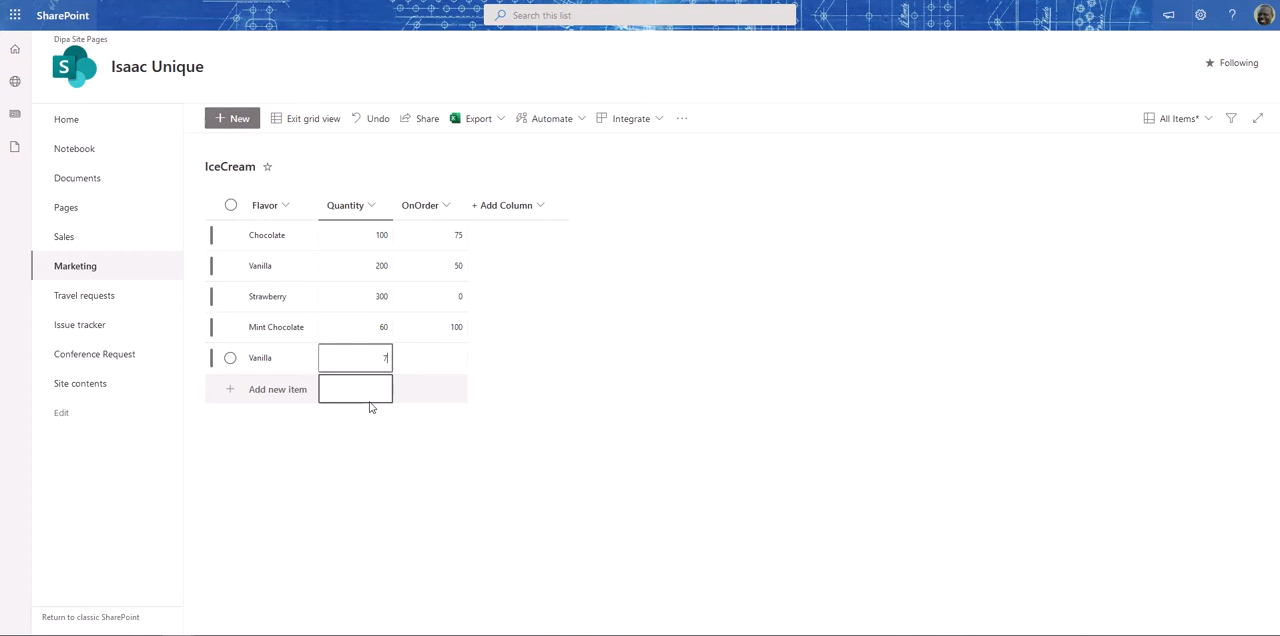 SharePoint
Search this list
?
Dipa Site Pages
S
Isaac Unique
Following
Home
Notebook
Documents
Pages
Sales
Marketing
Travel requests
Issue tracker
Conference Request
Site contents
Edit
Return to classic SharePoint
+ New Exit grid view Undo Share Export Automate Integrate ... All Items*
IceCream
Flavor Quantity OnOrder + Add Column
Chocolate 100 75
Vanilla 200 50
Strawberry 300 0
Mint Chocolate 60 100
Vanilla 7
+ Add new item